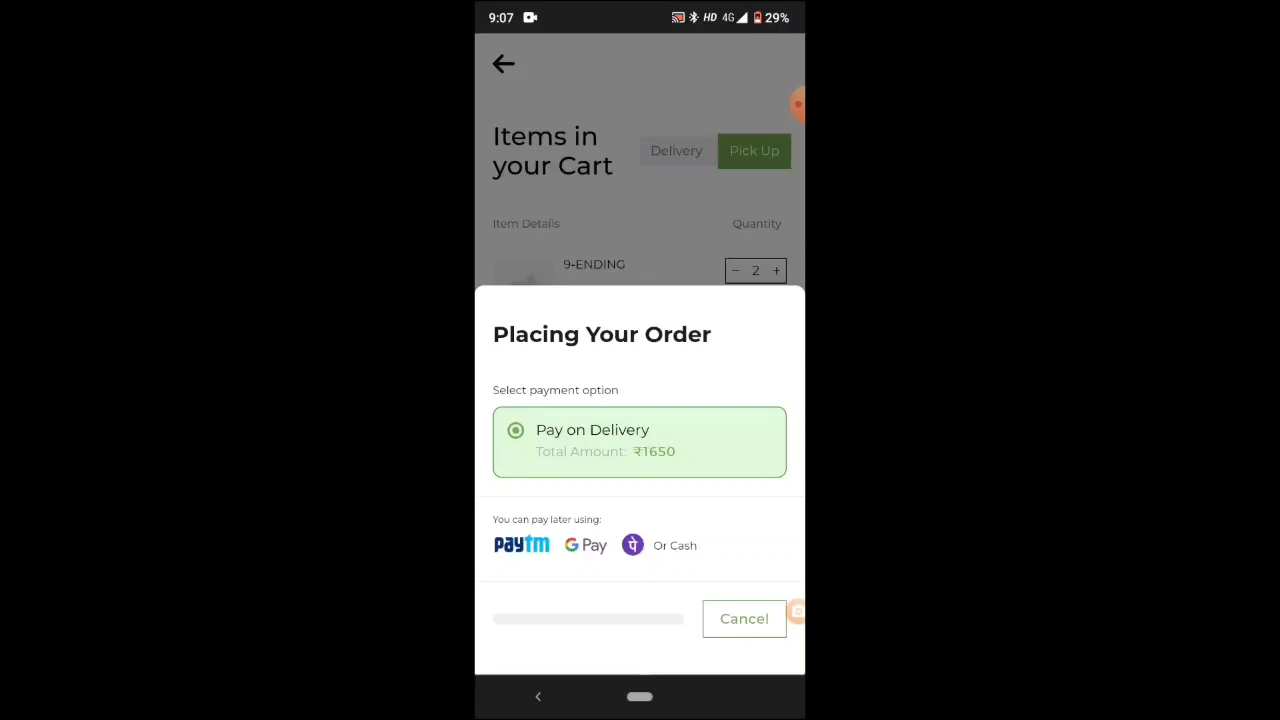 9:07 HD 4G 29%
Items in
your Cart
Delivery Pick Up
Item Details Quantity
9-ENDING
− 2 +
Placing Your Order
Select payment option
Pay on Delivery
Total Amount: ₹1650
You can pay later using:
paytm G Pay पे Or Cash
Cancel